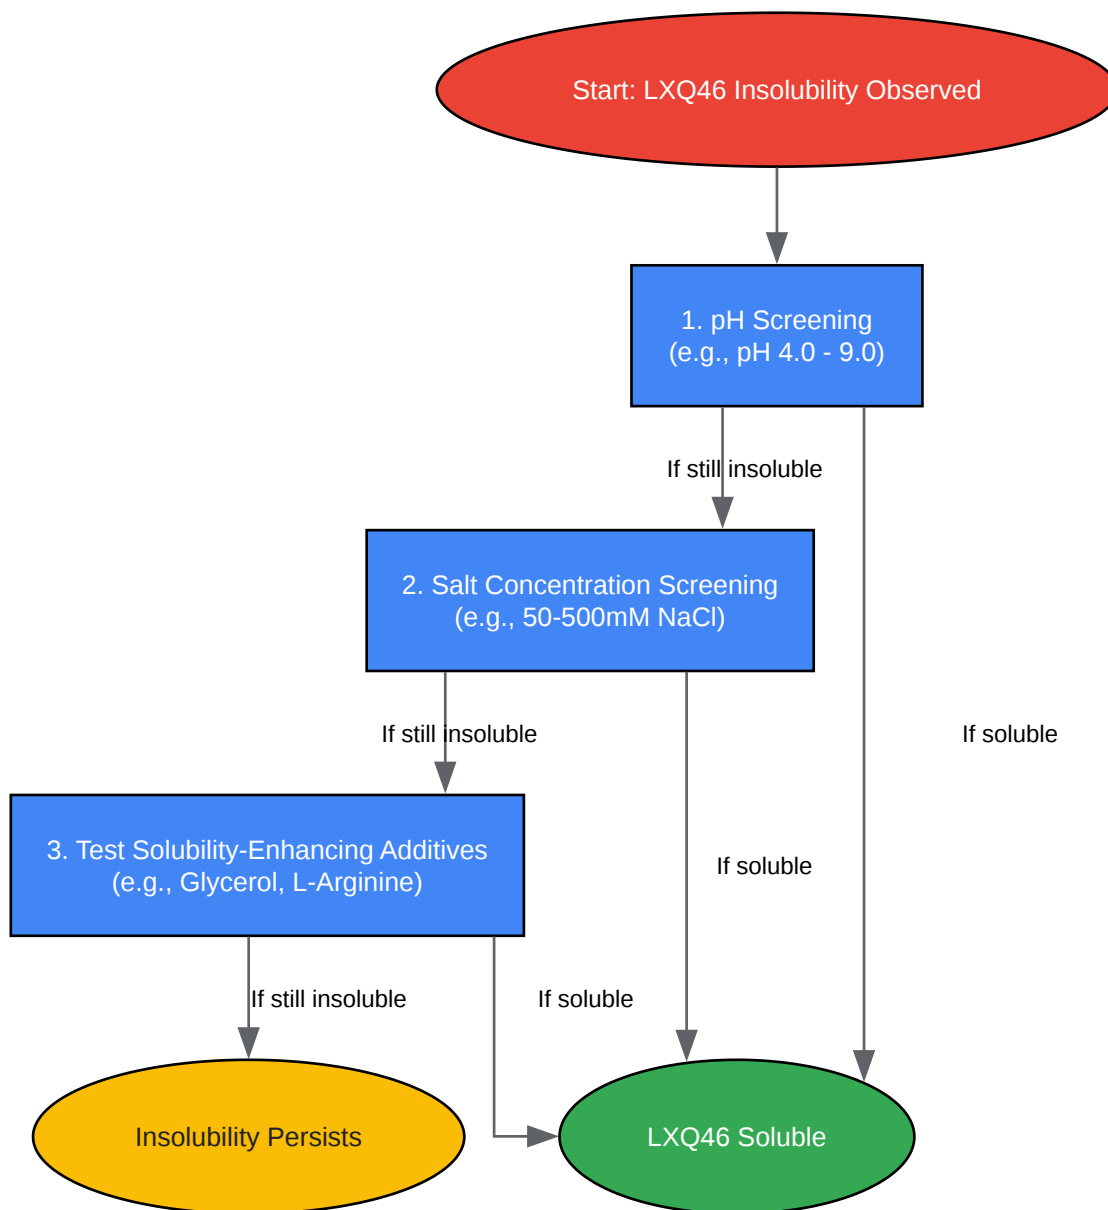 Start: LXQ46 Insolubility Observed
1. pH Screening
(e.g., pH 4.0 - 9.0)
If still insoluble
2. Salt Concentration Screening
(e.g., 50-500mM NaCl)
If still insoluble
If soluble
3. Test Solubility-Enhancing Additives
(e.g., Glycerol, L-Arginine)
If soluble
If still insoluble
If soluble
Insolubility Persists
LXQ46 Soluble